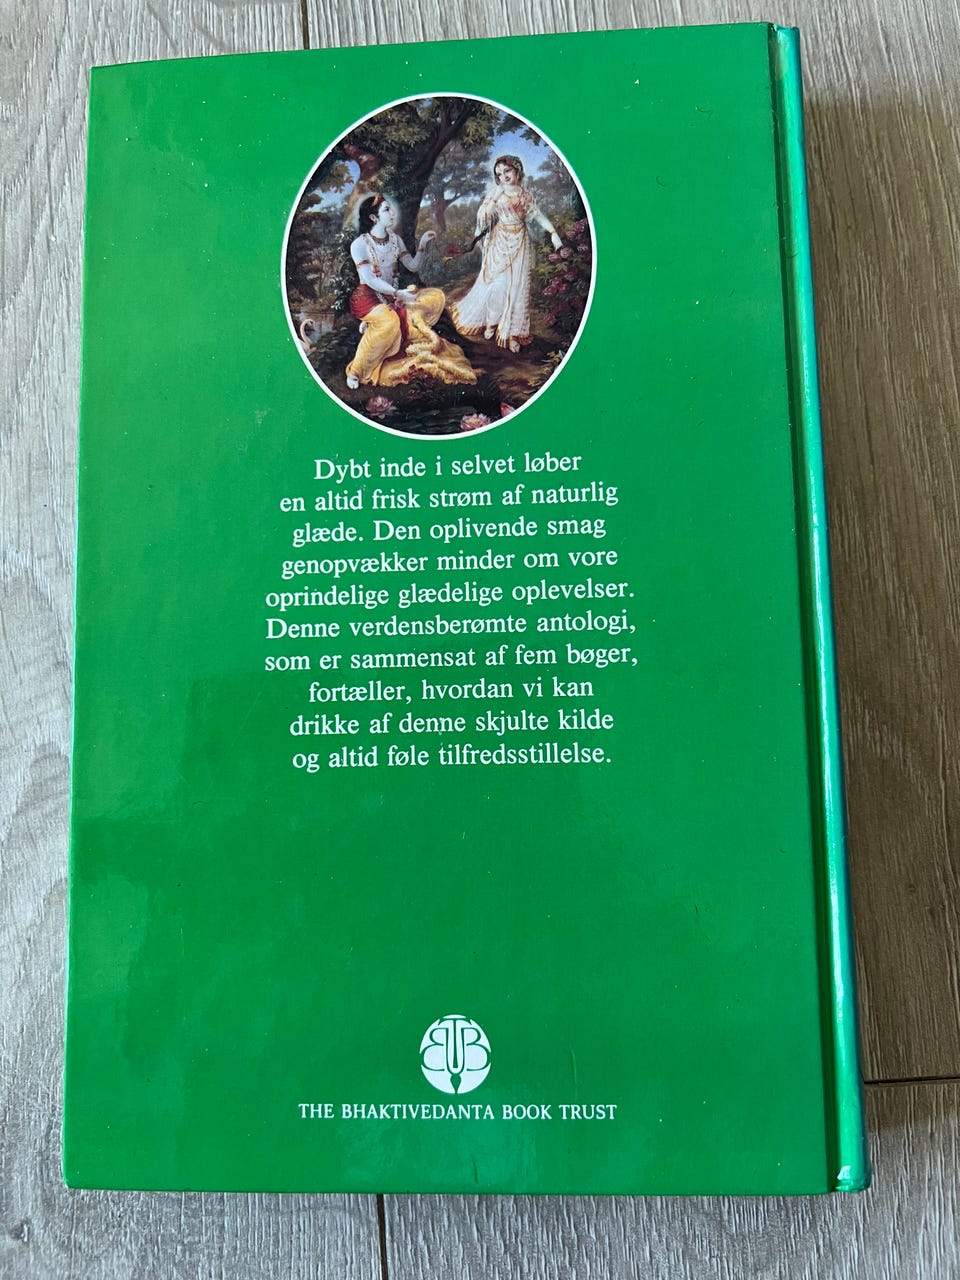 Dybt inde i selvet løber
en altid frisk strøm af naturlig
glæde. Den oplivende smag
genopvækker minder om vore
oprindelige glædelige oplevelser.
Denne verdensberømte antologi,
som er sammensat af fem bøger,
fortæller, hvordan vi kan
drikke af denne skjulte kilde
og altid føle tilfredsstillelse.
BTB
THE BHAKTIVEDANTA BOOK TRUST